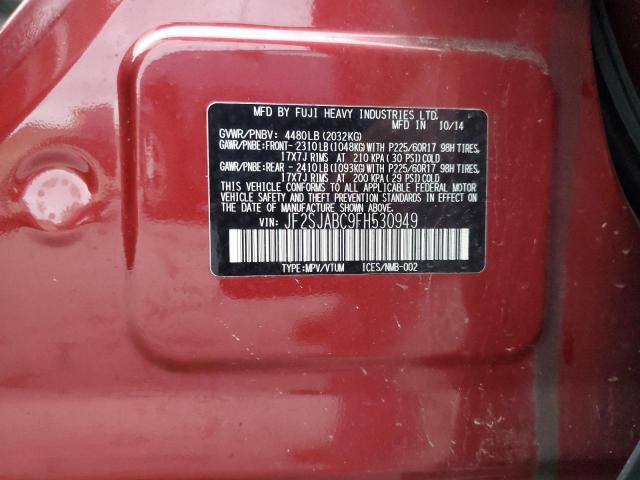 MFD BY FUJI HEAVY INDUSTRIES LTD.
MFD IN 10/14
GVWR/PNBV: 4480LB(2032KG)
GAWR/PNBE:FRONT- 2310LB(1048KG)WITH P225/60R17 98H TIRES,
17X7J RIMS AT 210 KPA(30 PSI)COLD
GAWR/PNBE:REAR - 2410LB(1093KG)WITH P225/60R17 98H TIRES,
17X7J RIMS AT 200 KPA(29 PSI)COLD
THIS VEHICLE CONFORMS TO ALL APPLICABLE FEDERAL MOTOR
VEHICLE SAFETY AND THEFT PREVENTION STANDARDS IN EFFECT
ON THE DATE OF MANUFACTURE SHOWN ABOVE.
VIN: JF2SJABC9FH530949
TYPE:MPV/VTUM ICES/NMB-002